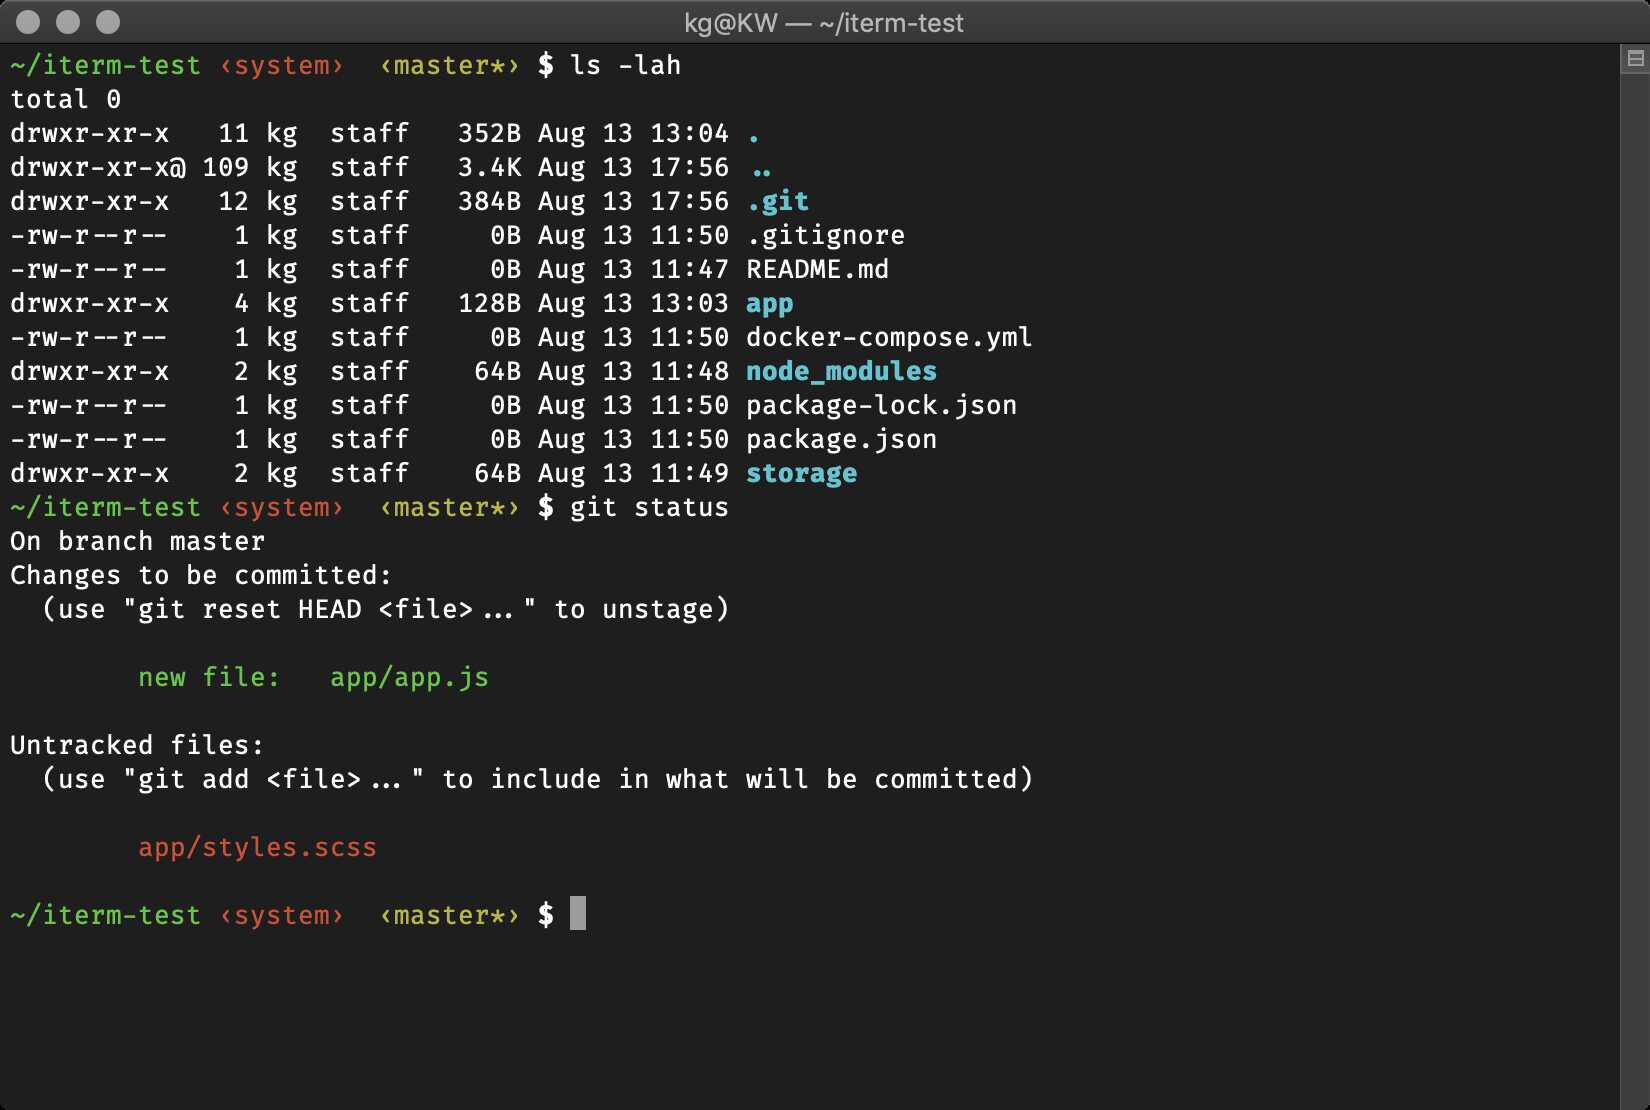 kg@KW — ~/iterm-test
~/iterm-test ‹system›  ‹master*› $ ls -lah
total 0
drwxr-xr-x   11 kg  staff   352B Aug 13 13:04 .
drwxr-xr-x@ 109 kg  staff   3.4K Aug 13 17:56 ..
drwxr-xr-x   12 kg  staff   384B Aug 13 17:56 .git
-rw-r--r--    1 kg  staff     0B Aug 13 11:50 .gitignore
-rw-r--r--    1 kg  staff     0B Aug 13 11:47 README.md
drwxr-xr-x    4 kg  staff   128B Aug 13 13:03 app
-rw-r--r--    1 kg  staff     0B Aug 13 11:50 docker-compose.yml
drwxr-xr-x    2 kg  staff    64B Aug 13 11:48 node_modules
-rw-r--r--    1 kg  staff     0B Aug 13 11:50 package-lock.json
-rw-r--r--    1 kg  staff     0B Aug 13 11:50 package.json
drwxr-xr-x    2 kg  staff    64B Aug 13 11:49 storage
~/iterm-test ‹system›  ‹master*› $ git status
On branch master
Changes to be committed:
  (use "git reset HEAD <file>..." to unstage)
        new file:   app/app.js
Untracked files:
  (use "git add <file>..." to include in what will be committed)
        app/styles.scss
~/iterm-test ‹system›  ‹master*› $